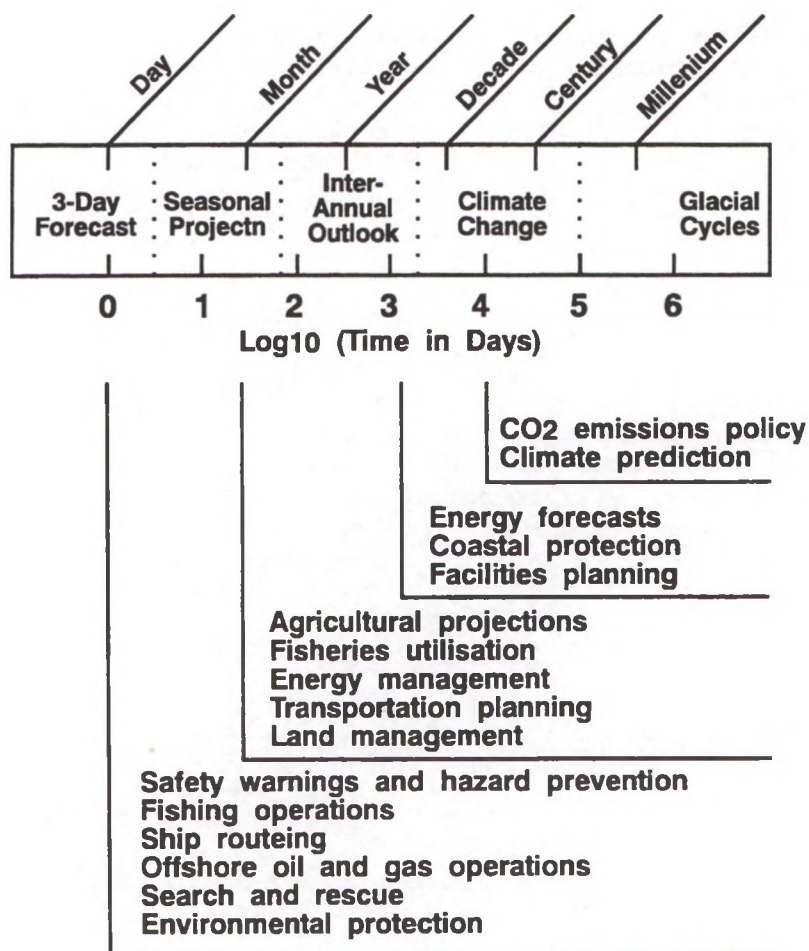 Day Month Year Decade Century Millenium
3-Day Forecast
Seasonal Projectn
Inter-Annual Outlook
Climate Change
Glacial Cycles
0 1 2 3 4 5 6
Log10 (Time in Days)
CO2 emissions policy
Climate prediction
Energy forecasts
Coastal protection
Facilities planning
Agricultural projections
Fisheries utilisation
Energy management
Transportation planning
Land management
Safety warnings and hazard prevention
Fishing operations
Ship routeing
Offshore oil and gas operations
Search and rescue
Environmental protection